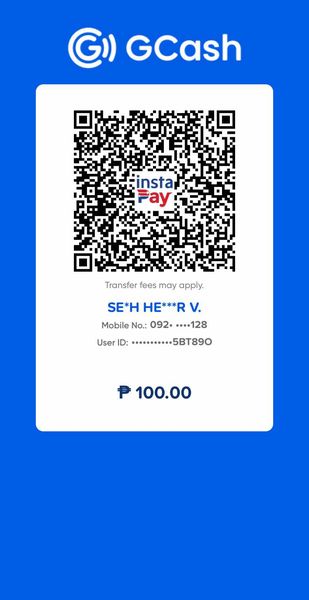 GCash
insta
Pay
Transfer fees may apply.
SE*H HE***R V.
Mobile No.: 092• ••••128
User ID: •••••••••••5BT89O
₱ 100.00